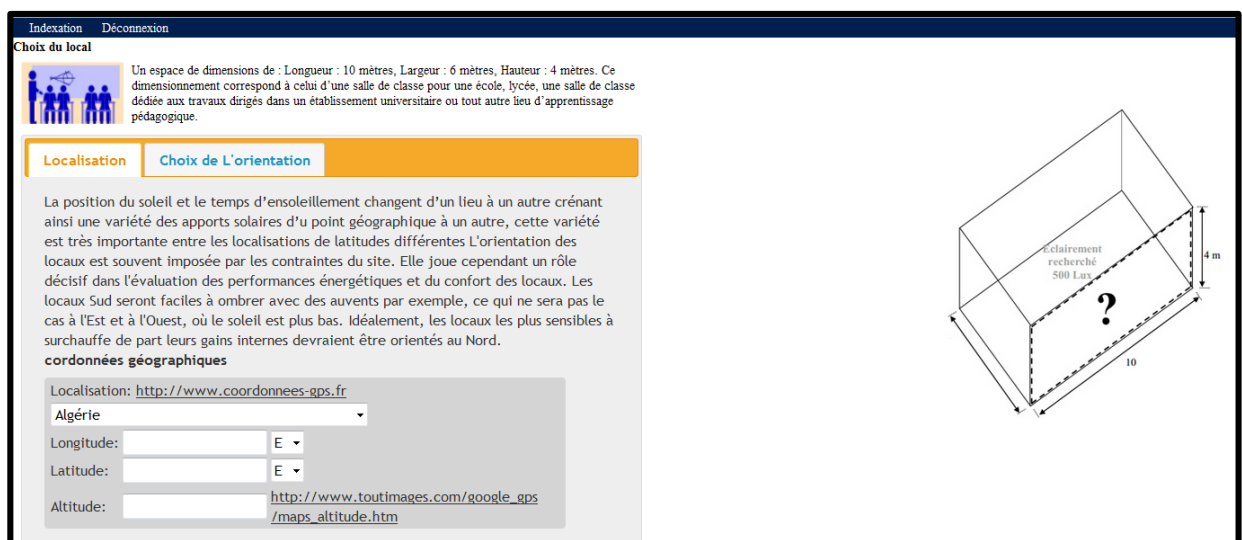 Indexation Déconnexion
Choix du local
Un espace de dimensions de : Longueur : 10 mètres, Largeur : 6 mètres, Hauteur : 4 mètres. Ce
dimensionnement correspond à celui d’une salle de classe pour une école, lycée, une salle de classe
dédiée aux travaux dirigés dans un établissement universitaire ou tout autre lieu d’apprentissage
pédagogique.
Localisation Choix de L'orientation
La position du soleil et le temps d’ensoleillement changent d’un lieu à un autre crénant
ainsi une variété des apports solaires d’u point géographique à un autre, cette variété
est très importante entre les localisations de latitudes différentes L'orientation des
locaux est souvent imposée par les contraintes du site. Elle joue cependant un rôle
décisif dans l'évaluation des performances énergétiques et du confort des locaux. Les
locaux Sud seront faciles à ombrer avec des auvents par exemple, ce qui ne sera pas le
cas à l'Est et à l'Ouest, où le soleil est plus bas. Idéalement, les locaux les plus sensibles à
surchauffe de part leurs gains internes devraient être orientés au Nord.
cordonnées géographiques
Localisation: http://www.coordonnees-gps.fr
Algérie
Longitude: E
Latitude: E
Altitude: http://www.toutimages.com/google_gps
/maps_altitude.htm
Eclairement
recherché
500 Lux
4 m
?
10